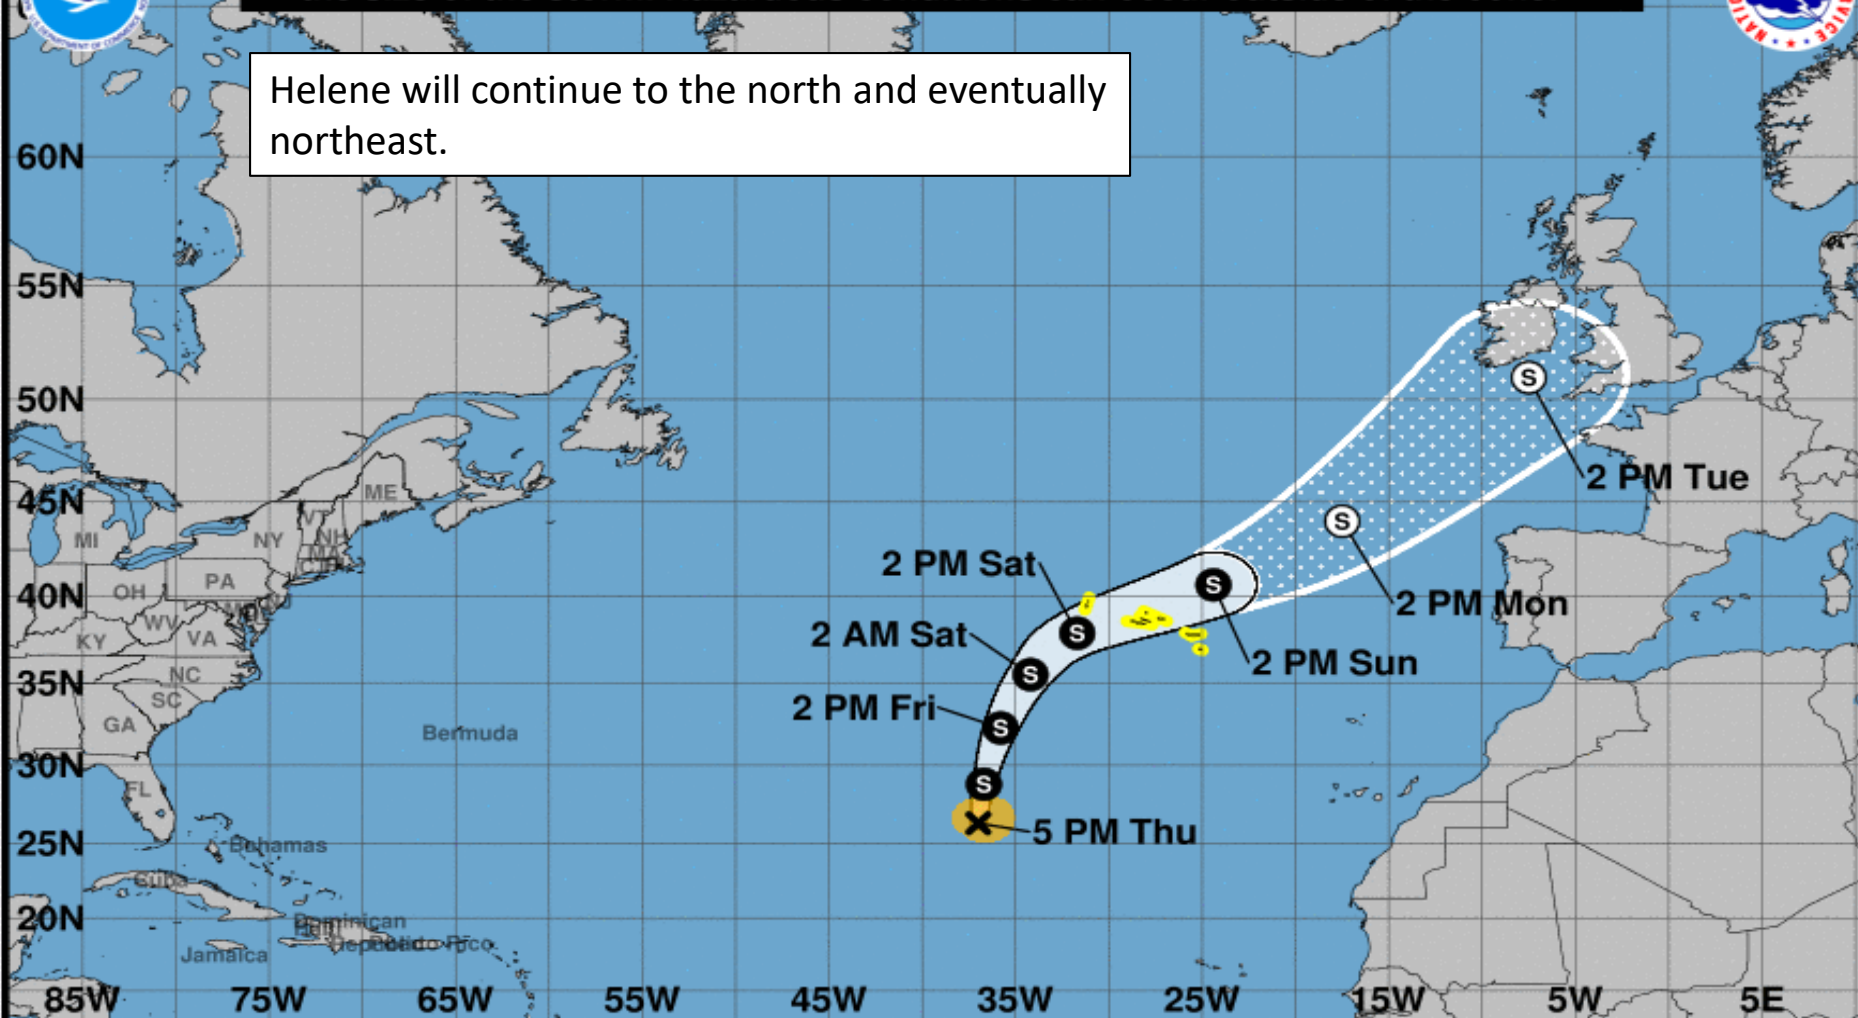 Helene will continue to the north and eventually
northeast.
60N
55N
50N
45N
40N
35N
30N
25N
20N
85W 75W 65W 55W 45W 35W 25W 15W 5W 5E
ME
VT
NH
MA
MI
NY
PA
OH
WV
KY
VA
NC
SC
GA
FL
Bermuda
Bahamas
Cuba
Dominican
Jamaica
2 PM Tue
2 PM Mon
2 PM Sun
2 PM Sat
2 AM Sat
2 PM Fri
5 PM Thu
S
S
S
S
S
S
S